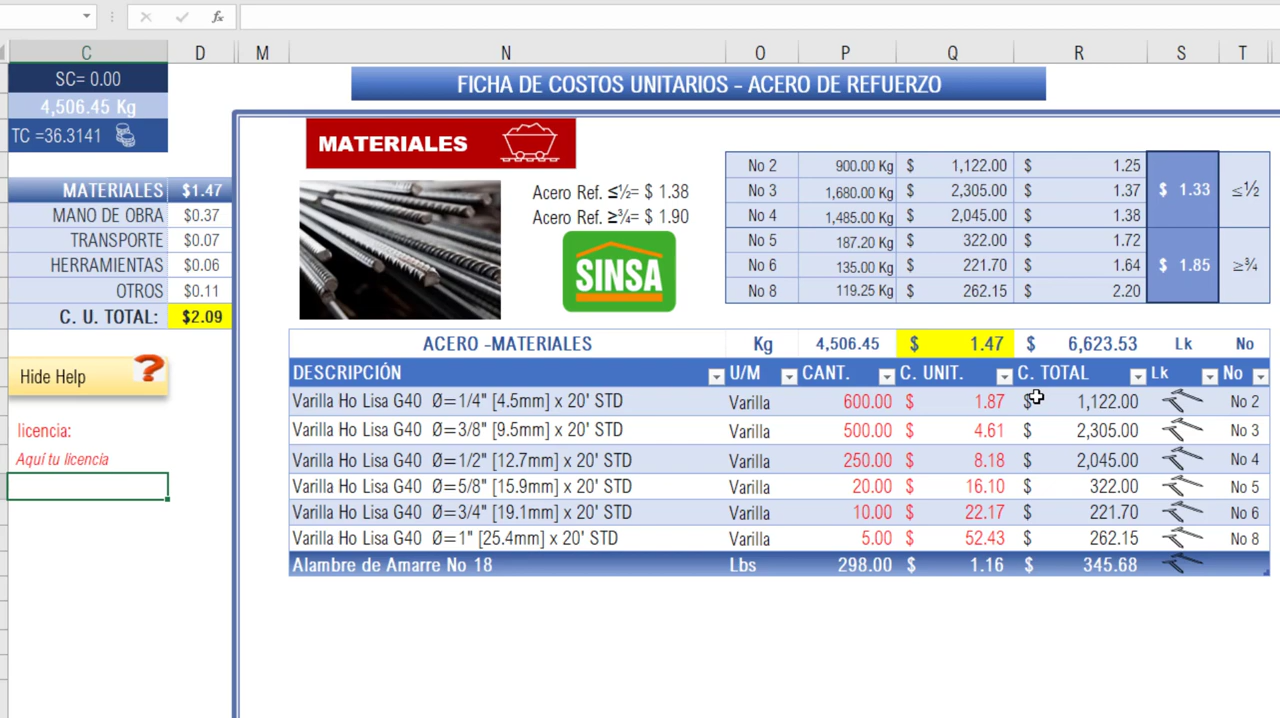 C D M N O P Q R S T
SC= 0.00
4,506.45 Kg
TC =36.3141
MATERIALES $1.47
MANO DE OBRA $0.37
TRANSPORTE $0.07
HERRAMIENTAS $0.06
OTROS $0.11
C. U. TOTAL: $2.09
Hide Help ?
licencia:
Aquí tu licencia
FICHA DE COSTOS UNITARIOS - ACERO DE REFUERZO
MATERIALES
Acero Ref. ≤½= $ 1.38
Acero Ref. ≥¾= $ 1.90
SINSA
No 2 900.00 Kg $ 1,122.00 $ 1.25
No 3 1,680.00 Kg $ 2,305.00 $ 1.37 $ 1.33 ≤½
No 4 1,485.00 Kg $ 2,045.00 $ 1.38
No 5 187.20 Kg $ 322.00 $ 1.72
No 6 135.00 Kg $ 221.70 $ 1.64 $ 1.85 ≥¾
No 8 119.25 Kg $ 262.15 $ 2.20
ACERO -MATERIALES Kg 4,506.45 $ 1.47 $ 6,623.53 Lk No
DESCRIPCIÓN U/M CANT. C. UNIT. C. TOTAL Lk No
Varilla Ho Lisa G40 Ø=1/4" [4.5mm] x 20' STD Varilla 600.00 $ 1.87 $ 1,122.00 No 2
Varilla Ho Lisa G40 Ø=3/8" [9.5mm] x 20' STD Varilla 500.00 $ 4.61 $ 2,305.00 No 3
Varilla Ho Lisa G40 Ø=1/2" [12.7mm] x 20' STD Varilla 250.00 $ 8.18 $ 2,045.00 No 4
Varilla Ho Lisa G40 Ø=5/8" [15.9mm] x 20' STD Varilla 20.00 $ 16.10 $ 322.00 No 5
Varilla Ho Lisa G40 Ø=3/4" [19.1mm] x 20' STD Varilla 10.00 $ 22.17 $ 221.70 No 6
Varilla Ho Lisa G40 Ø=1" [25.4mm] x 20' STD Varilla 5.00 $ 52.43 $ 262.15 No 8
Alambre de Amarre No 18 Lbs 298.00 $ 1.16 $ 345.68